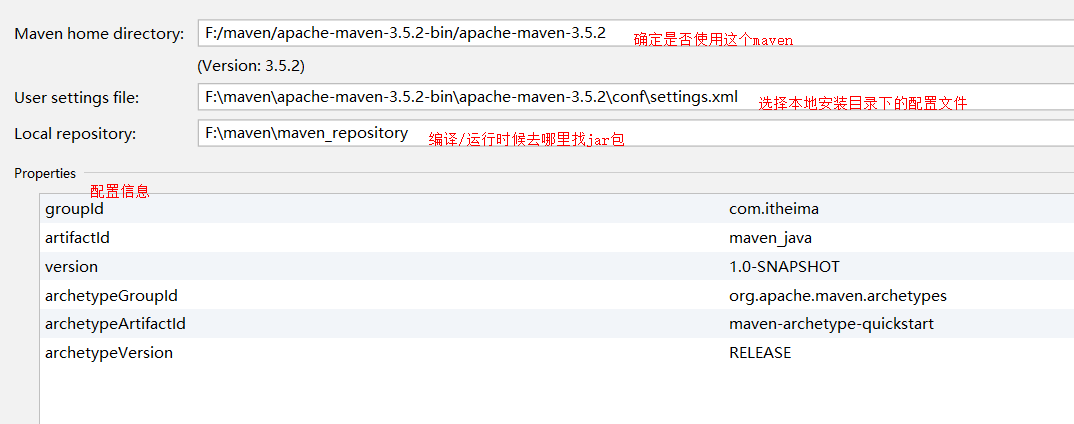 Maven home directory: F:/maven/apache-maven-3.5.2-bin/apache-maven-3.5.2 确定是否使用这个maven
(Version: 3.5.2)
User settings file: F:\maven\apache-maven-3.5.2-bin\apache-maven-3.5.2\conf\settings.xml 选择本地安装目录下的配置文件
Local repository: F:\maven\maven_repository 编译/运行时候去哪里找jar包
Properties
配置信息
groupId com.itheima
artifactId maven_java
version 1.0-SNAPSHOT
archetypeGroupId org.apache.maven.archetypes
archetypeArtifactId maven-archetype-quickstart
archetypeVersion RELEASE